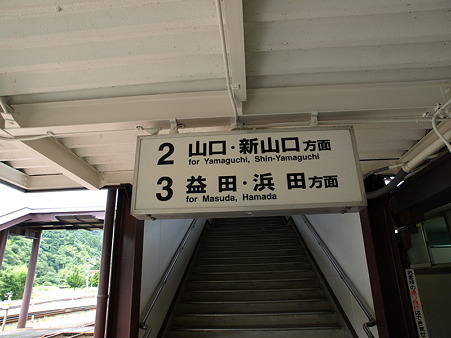 2 山口・新山口方面
for Yamaguchi, Shin-Yamaguchi
3 益田・浜田方面
for Masuda, Hamada